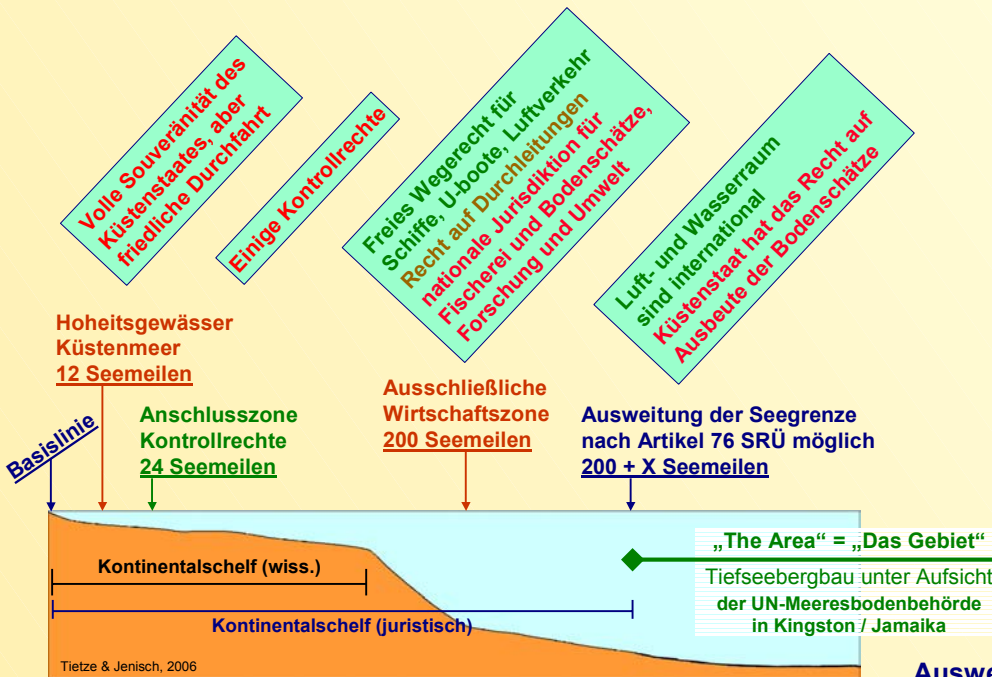 Volle Souveränität des
Küstenstaates, aber
friedliche Durchfahrt
Einige Kontrollrechte
Freies Wegerecht für
Schiffe, U-boote, Luftverkehr
Recht auf Durchleitungen
nationale Jurisdiktion für
Fischerei und Bodenschätze,
Forschung und Umwelt
Luft- und Wasserraum
sind international
Küstenstaat hat das Recht auf
Ausbeute der Bodenschätze
Hoheitsgewässer
Küstenmeer
12 Seemeilen
Basislinie
Anschlusszone
Kontrollrechte
24 Seemeilen
Ausschließliche
Wirtschaftszone
200 Seemeilen
Ausweitung der Seegrenze
nach Artikel 76 SRÜ möglich
200 + X Seemeilen
„The Area“ = „Das Gebiet“
Tiefseebergbau unter Aufsicht
der UN-Meeresbodenbehörde
in Kingston / Jamaika
Kontinentalschelf (wiss.)
Kontinentalschelf (juristisch)
Tietze & Jenisch, 2006